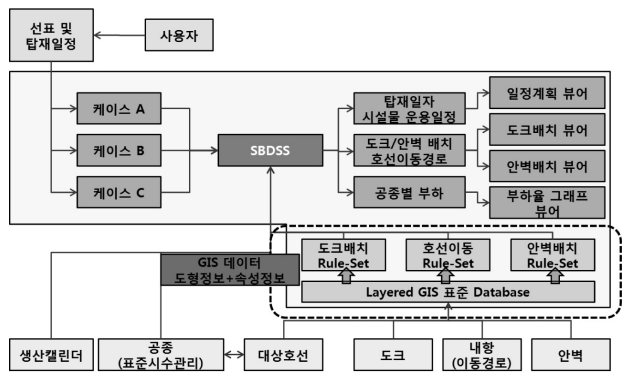 선표 및
탑재일정
사용자
케이스 A
케이스 B
케이스 C
SBDSS
탑재일자
시설물 운용일정
도크/안벽 배치
호선이동경로
공종별 부하
일정계획 뷰어
도크배치 뷰어
안벽배치 뷰어
부하율 그래프
뷰어
GIS 데이터
도형정보+속성정보
도크배치
Rule-Set
호선이동
Rule-Set
안벽배치
Rule-Set
Layered GIS 표준 Database
생산캘린더
공종
(표준시수관리)
대상호선
도크
내항
(이동경로)
안벽